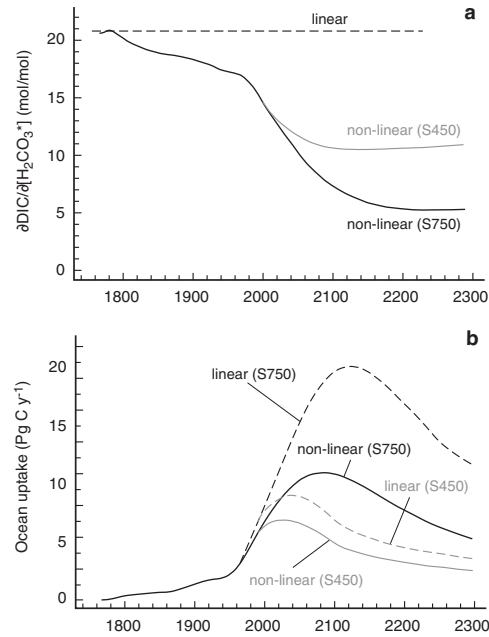 a
linear
20
15
10
5
0
∂DIC/∂[H₂CO₃*] (mol/mol)
non-linear (S450)
non-linear (S750)
1800 1900 2000 2100 2200 2300
b
20
15
10
5
0
Ocean uptake (Pg C y⁻¹)
linear (S750)
non-linear (S750)
linear (S450)
non-linear (S450)
1800 1900 2000 2100 2200 2300